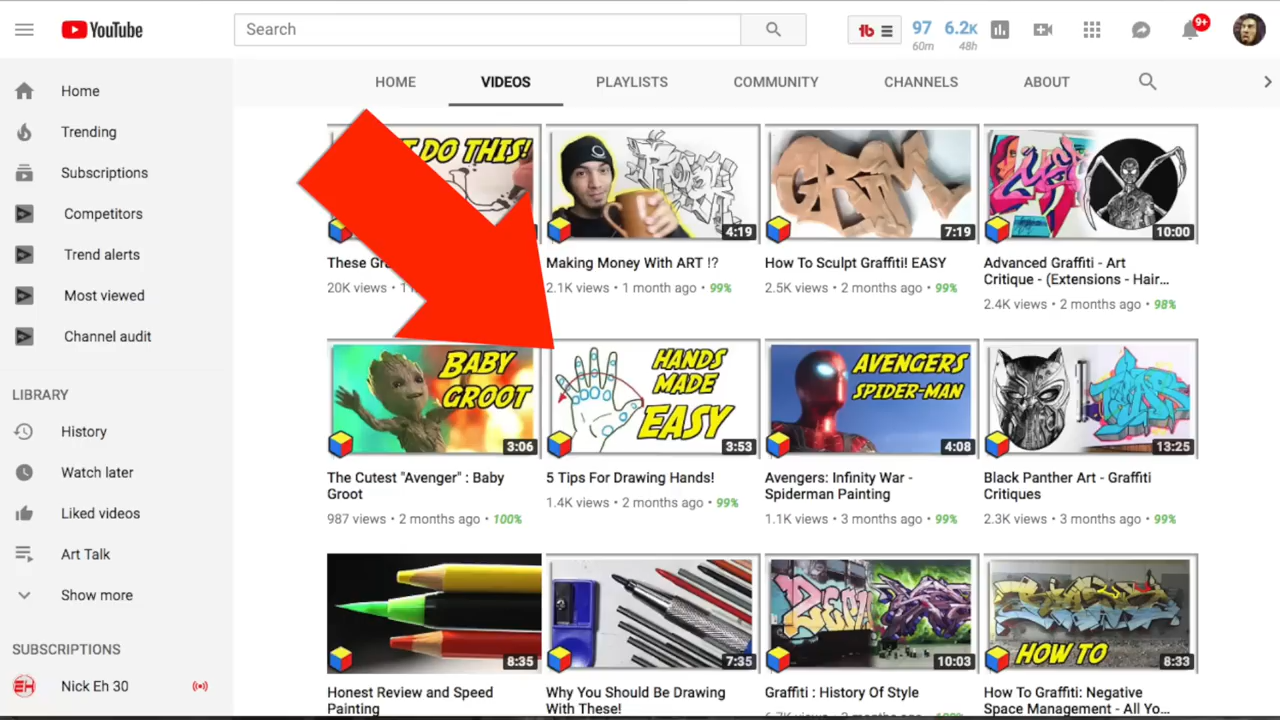 YouTube
Search
97
60m
6.2k
48h
9+
HOME
VIDEOS
PLAYLISTS
COMMUNITY
CHANNELS
ABOUT
Home
Trending
Subscriptions
Competitors
Trend alerts
Most viewed
Channel audit
LIBRARY
History
Watch later
Liked videos
Art Talk
Show more
SUBSCRIPTIONS
Nick Eh 30
DO THIS!
These
20K views •
4:19
Making Money With ART !?
2.1K views • 1 month ago • 99%
GRIM
7:19
How To Sculpt Graffiti! EASY
2.5K views • 2 months ago • 99%
10:00
Advanced Graffiti - Art
Critique - (Extensions - Hair...
2.4K views • 2 months ago • 98%
BABY
GROOT
3:06
The Cutest "Avenger" : Baby
Groot
987 views • 2 months ago • 100%
HANDS
MADE
EASY
3:53
5 Tips For Drawing Hands!
1.4K views • 2 months ago • 99%
AVENGERS
SPIDER-MAN
4:08
Avengers: Infinity War -
Spiderman Painting
1.1K views • 3 months ago • 99%
13:25
Black Panther Art - Graffiti
Critiques
2.3K views • 3 months ago • 99%
8:35
Honest Review and Speed
Painting
7:35
Why You Should Be Drawing
With These!
10:03
Graffiti : History Of Style
HOW TO
8:33
How To Graffiti: Negative
Space Management - All Yo...